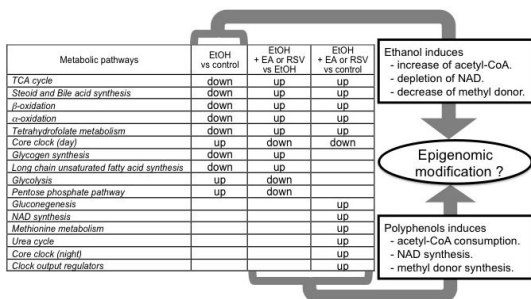 Metabolic pathways | EtOH vs control | EtOH + EA or RSV vs EtOH | EtOH + EA or RSV vs control
TCA cycle | down | up | up
Steoid and Bile acid synthesis | down | up | up
β-oxidation | down | up | up
α-oxidation | down | up | up
Tetrahydrofolate metabolism | down | up | up
Core clock (day) | up | down | down
Glycogen synthesis | down | up
Long chain unsaturated fatty acid synthesis | down | up
Glycolysis | up | down
Pentose phosphate pathway | up | down
Gluconegenesis | up
NAD synthesis | up
Methionine metabolism | up
Urea cycle | up
Core clock (night) | up
Clock output regulators | up
Ethanol induces
- increase of acetyl-CoA.
- depletion of NAD.
- decrease of methyl donor.
Epigenomic
modification ?
Polyphenols induces
- acetyl-CoA consumption.
- NAD synthesis.
- methyl donor synthesis.